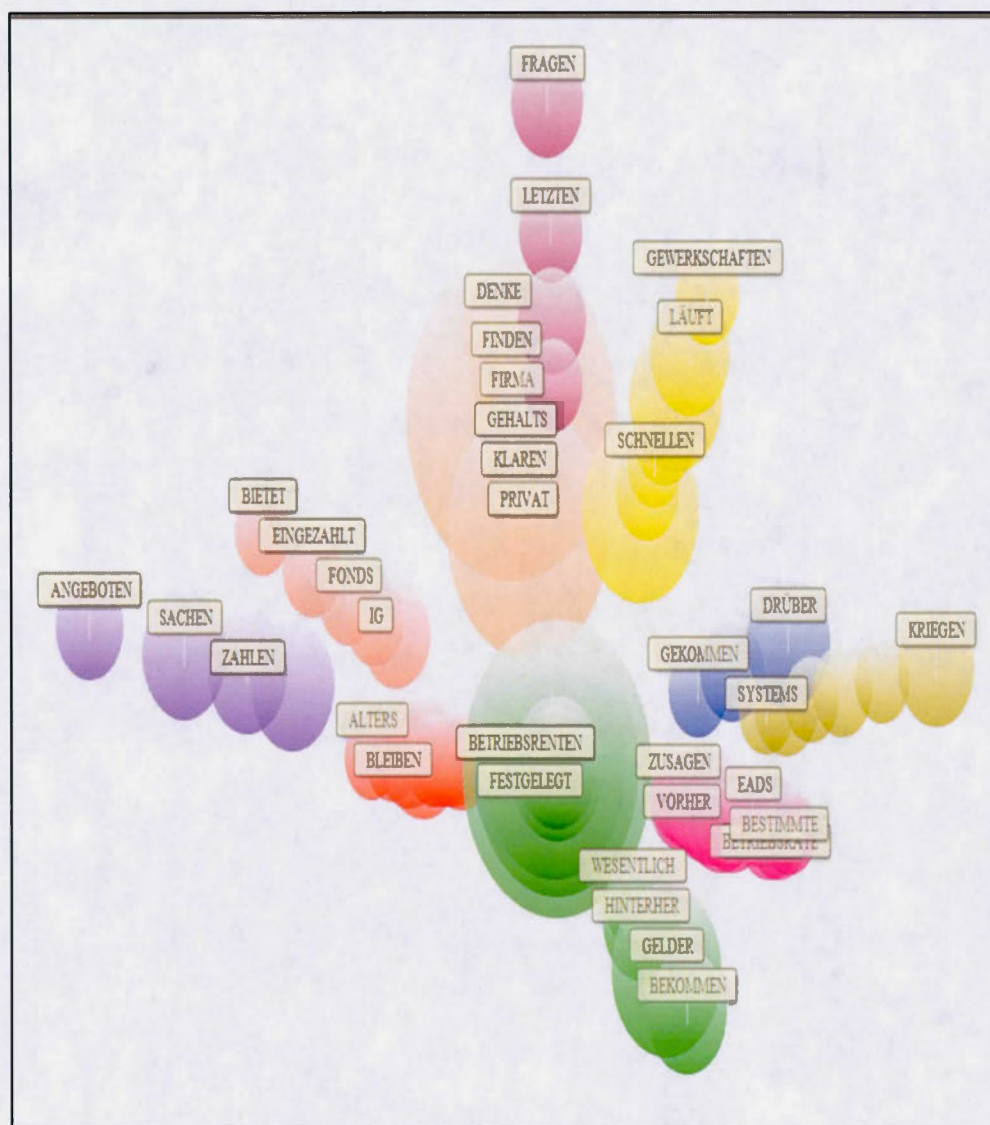 FRAGEN
LETZTEN
GEWERKSCHAFTEN
DENKE
LÄUFT
FINDEN
FIRMA
GEHALTS
SCHNELLEN
KLAREN
BIETET
PRIVAT
EINGEZAHLT
FONDS
ANGEBOTEN
DRÜBER
SACHEN
IG
KRIEGEN
ZAHLEN
GEKOMMEN
SYSTEMS
ALTERS
BETRIEBSRENTEN
BLEIBEN
ZUSAGEN
FESTGELEGT
EADS
VORHER
BESTIMMTE
BETRIEBSRÄTE
WESENTLICH
HINTERHER
GELDER
BEKOMMEN